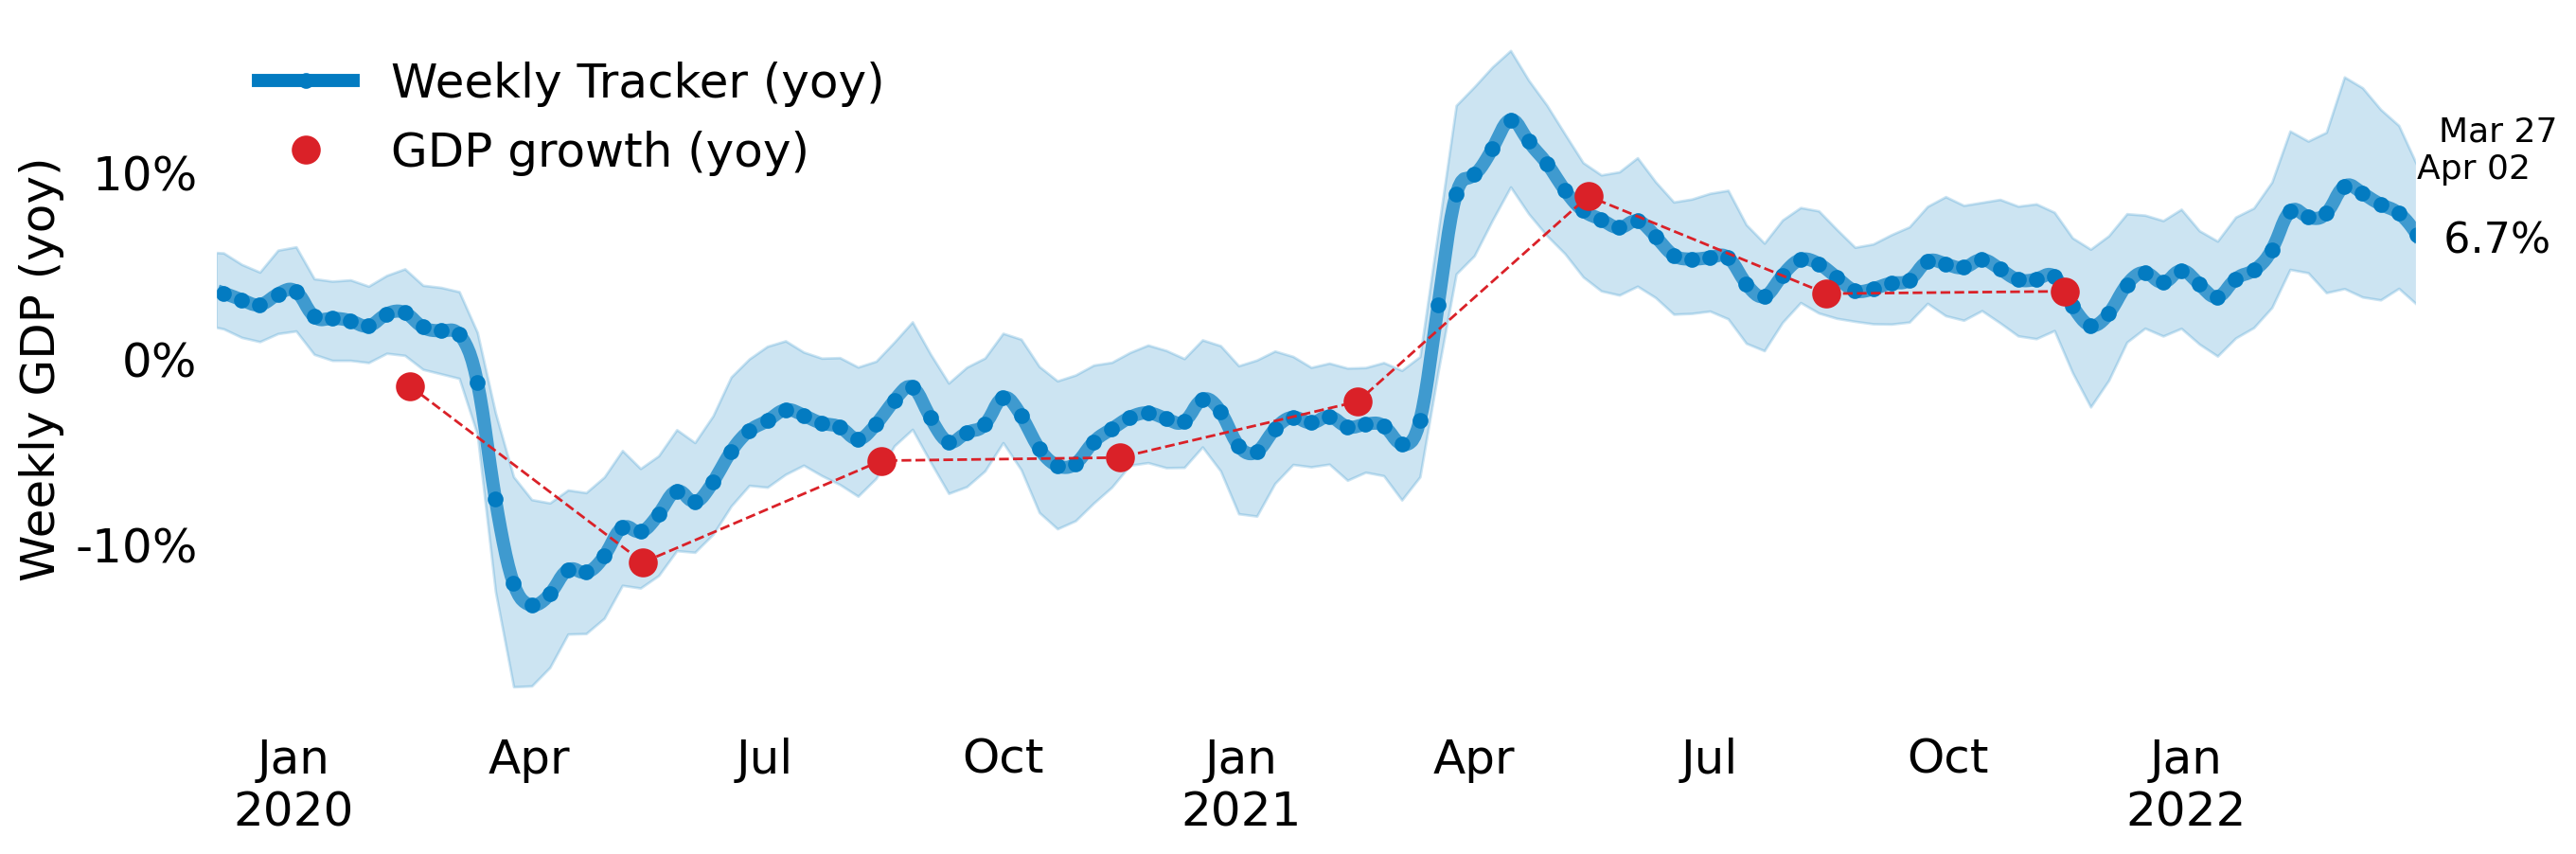 Weekly Tracker (yoy)
GDP growth (yoy)
Weekly GDP (yoy)
10%
0%
-10%
Mar 27
Apr 02
6.7%
Jan
2020
Apr
Jul
Oct
Jan
2021
Apr
Jul
Oct
Jan
2022